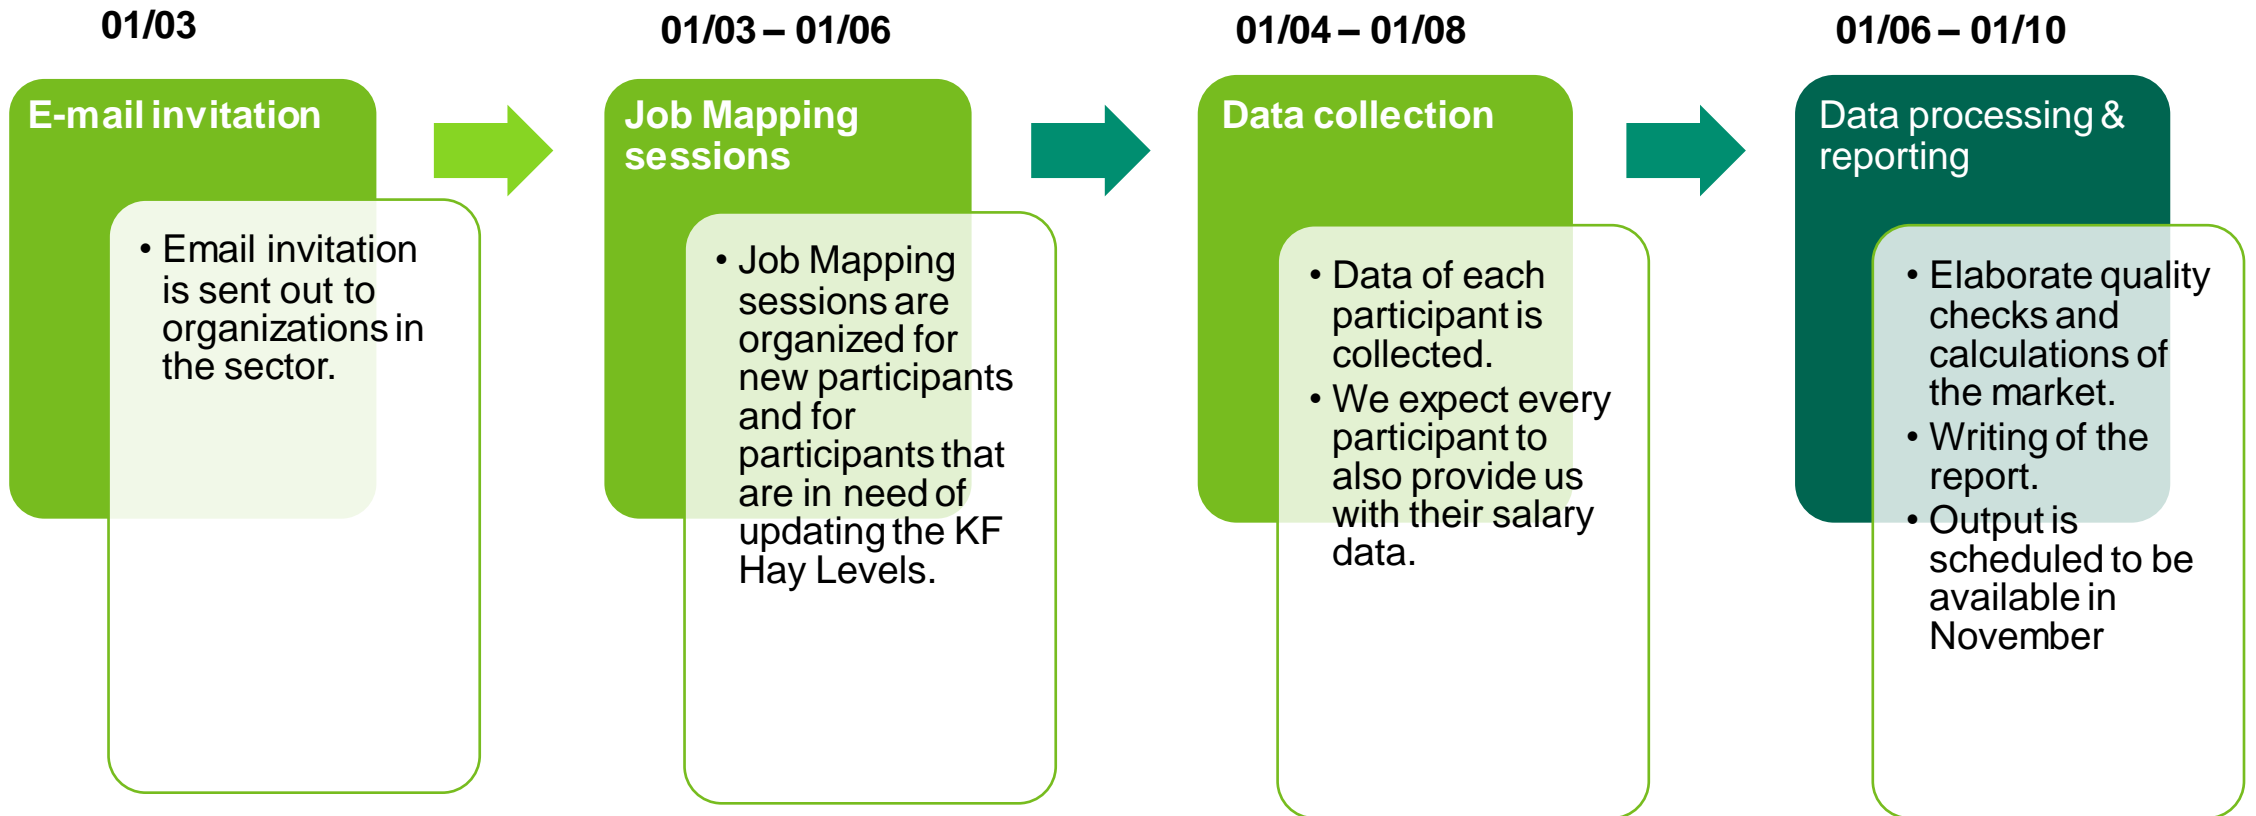 01/03
E-mail invitation
• Email invitation
is sent out to
organizations in
the sector.
01/03 – 01/06
Job Mapping
sessions
• Job Mapping
sessions are
organized for
new participants
and for
participants that
are in need of
updating the KF
Hay Levels.
01/04 – 01/08
Data collection
• Data of each
participant is
collected.
• We expect every
participant to
also provide us
with their salary
data.
01/06 – 01/10
Data processing &
reporting
• Elaborate quality
checks and
calculations of
the market.
• Writing of the
report.
• Output is
scheduled to be
available in
November